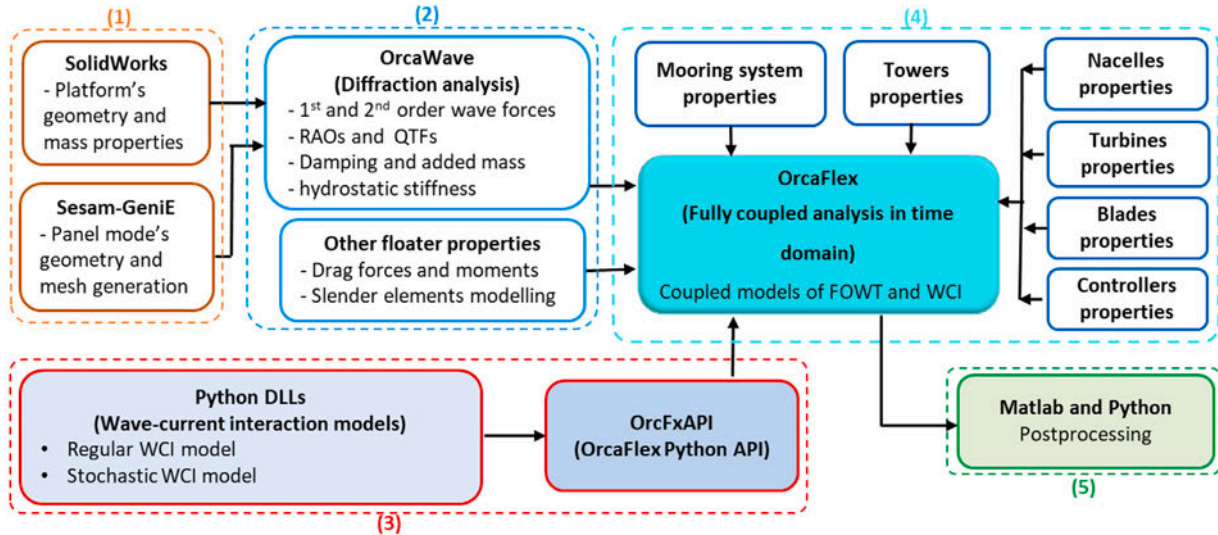 (1)
SolidWorks
- Platform's
geometry and
mass properties
Sesam-GeniE
- Panel mode's
geometry and
mesh generation
(2)
OrcaWave
(Diffraction analysis)
- 1st and 2nd order wave forces
- RAOs and QTFs
- Damping and added mass
- hydrostatic stiffness
Other floater properties
- Drag forces and moments
- Slender elements modelling
(4)
Mooring system
properties
Towers
properties
Nacelles
properties
Turbines
properties
Blades
properties
Controllers
properties
OrcaFlex
(Fully coupled analysis in time
domain)
Coupled models of FOWT and WCI
Python DLLs
(Wave-current interaction models)
• Regular WCI model
• Stochastic WCI model
OrcFxAPI
(OrcaFlex Python API)
(3)
Matlab and Python
Postprocessing
(5)